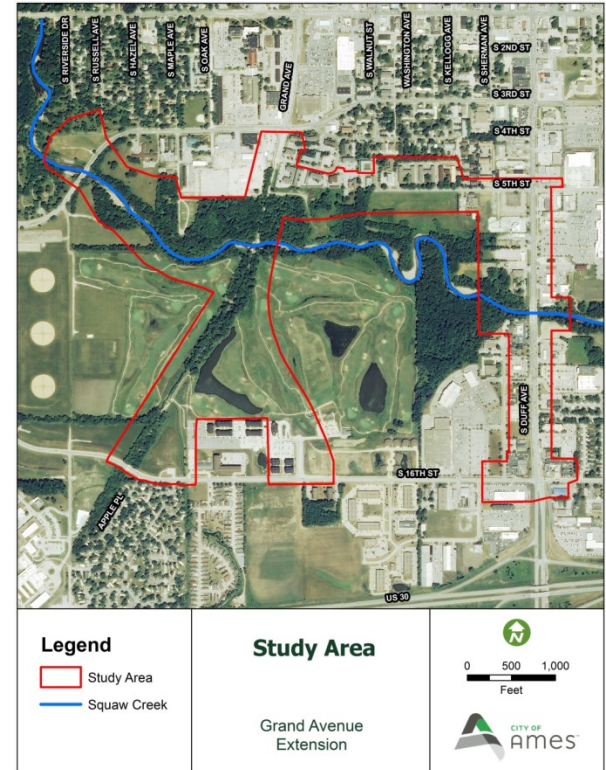 S RIVERSIDE DR
S RUSSELL AVE
S HAZEL AVE
S MAPLE AVE
S OAK AVE
GRAND AVE
S WALNUT ST
WASHINGTON AVE
S KELLOGG AVE
S SHERMAN AVE
S 2ND ST
S 3RD ST
S 4TH ST
S 5TH ST
S DUFF AVE
S 16TH ST
APPLE PL
US 30
Legend
Study Area
Squaw Creek
Study Area
Grand Avenue
Extension
N
0 500 1,000
Feet
CITY OF
Ames™